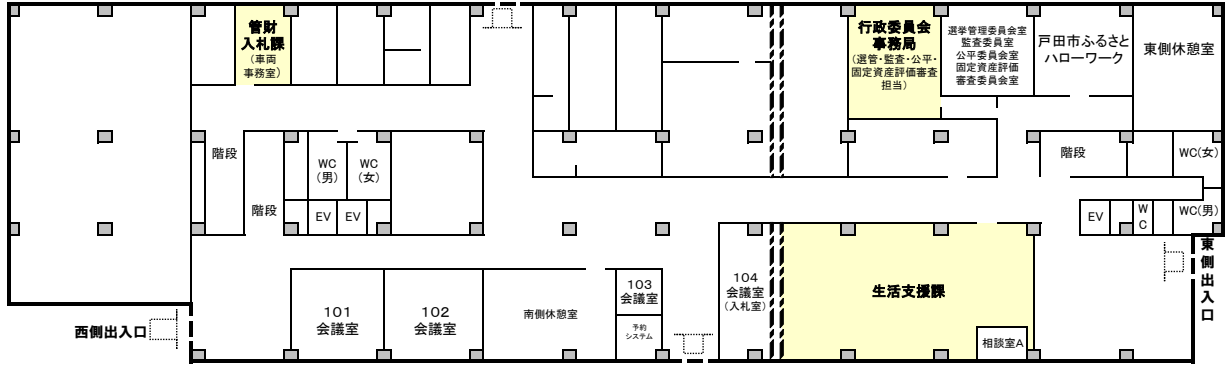 管財
入札課
(車両
事務室)
行政委員会
事務局
(選管・監査・公平・
固定資産評価審査
担当)
選挙管理委員会室
監査委員室
公平委員会室
固定資産評価
審査委員会室
戸田市ふるさと
ハローワーク
東側休憩室
階段
WC
(男)
WC
(女)
階段
EV
EV
階段
WC(女)
WC(男)
EV
W
C
東側出入口
西側出入口
101
会議室
102
会議室
南側休憩室
103
会議室
予約
システム
104
会議室
(入札室)
生活支援課
相談室A